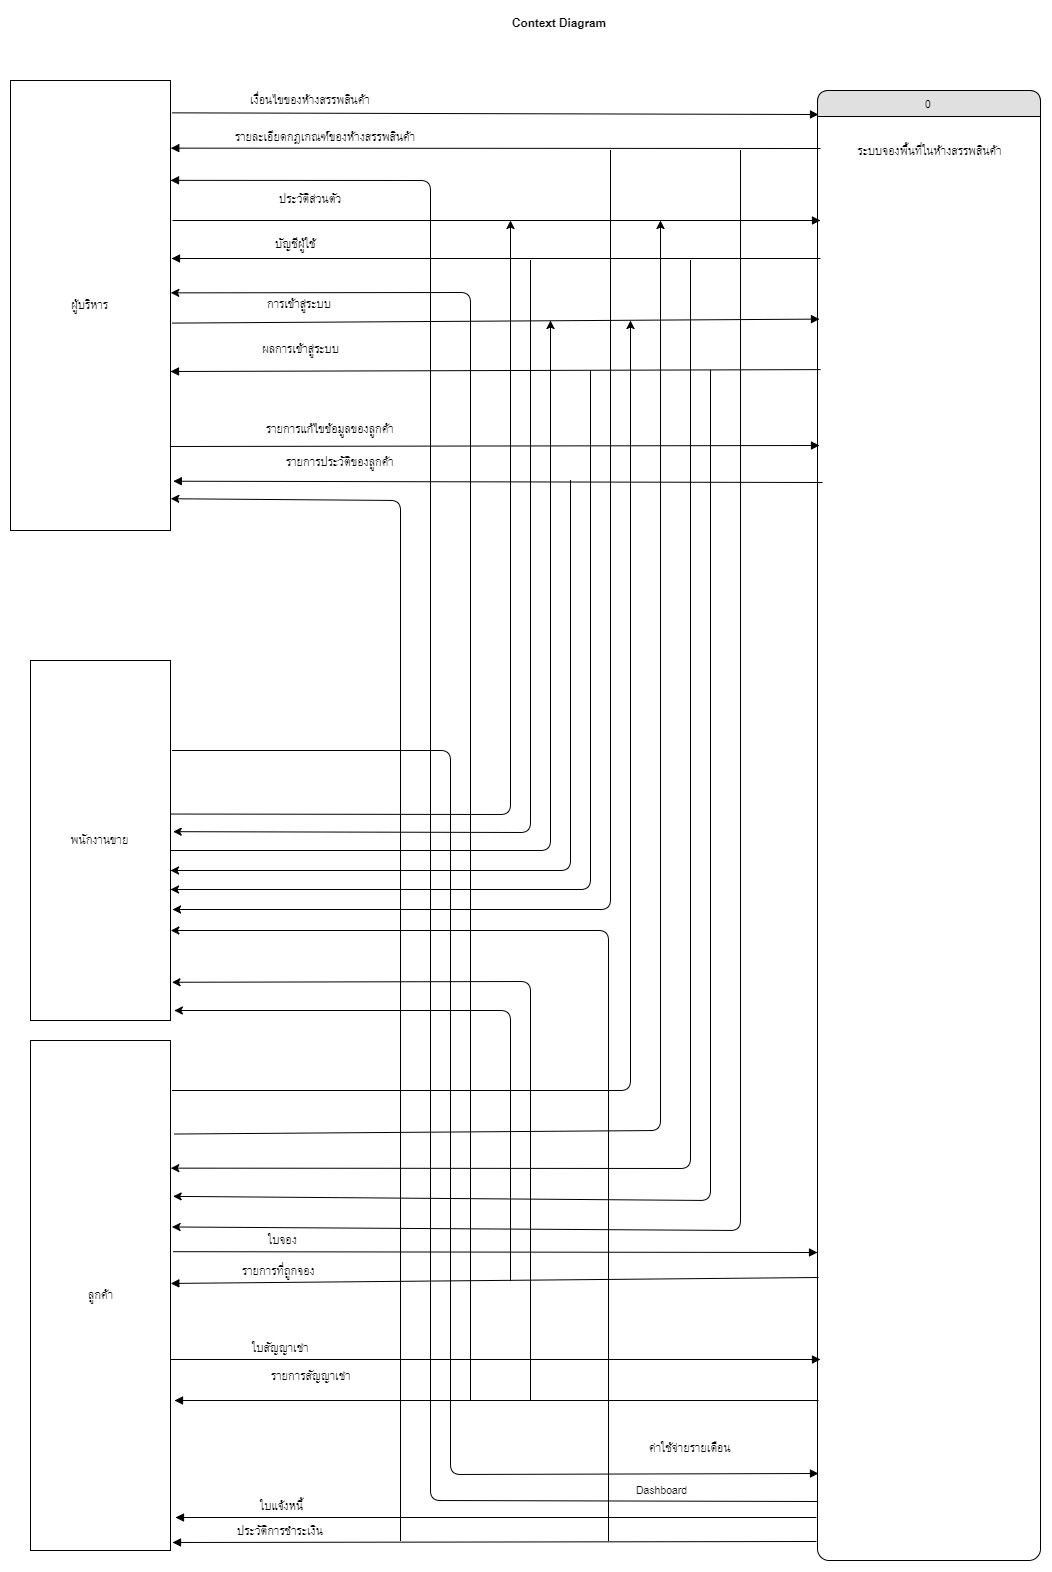 Context Diagram
เงื่อนไขของห้างสรรพสินค้า
0
รายละเอียดกฎเกณฑ์ของห้างสรรพสินค้า
ระบบจองพื้นที่ในห้างสรรพสินค้า
ประวัติส่วนตัว
บัญชีผู้ใช้
ผู้บริหาร
การเข้าสู่ระบบ
ผลการเข้าสู่ระบบ
รายการแก้ไขข้อมูลของลูกค้า
รายการประวัติของลูกค้า
พนักงานขาย
ใบจอง
รายการที่ถูกจอง
ลูกค้า
ใบสัญญาเช่า
รายการสัญญาเช่า
ค่าใช้จ่ายรายเดือน
Dashboard
ใบแจ้งหนี้
ประวัติการชำระเงิน